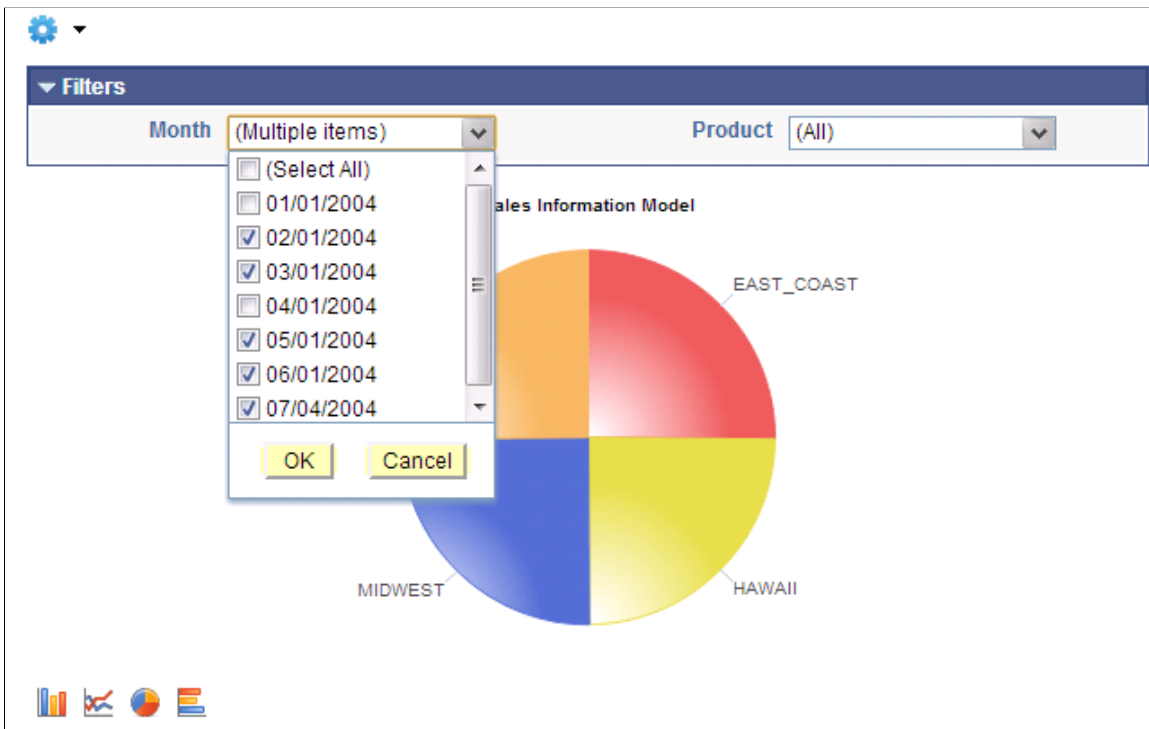 Filters
Month (Multiple items) Product (All)
(Select All)
01/01/2004
02/01/2004
03/01/2004
04/01/2004
05/01/2004
06/01/2004
07/04/2004
OK Cancel
ales Information Model
EAST_COAST
MIDWEST
HAWAII